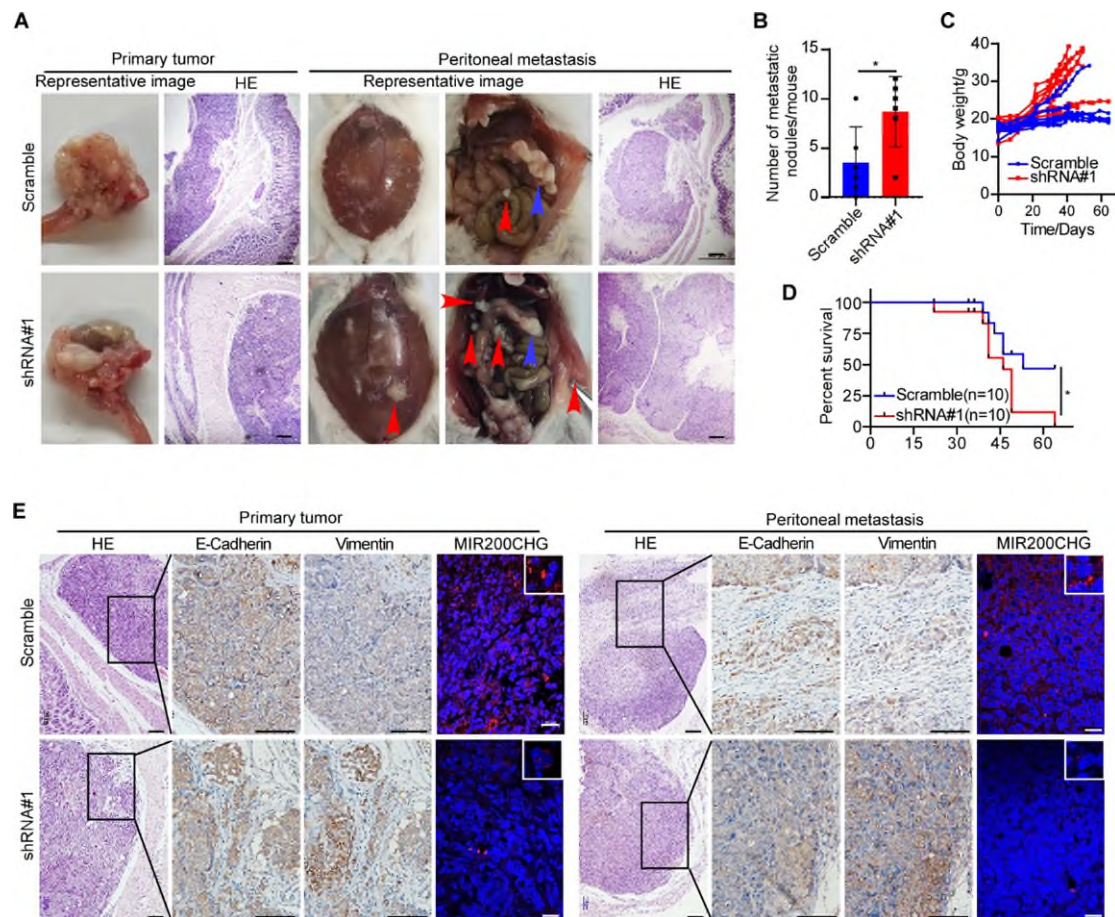 A
Primary tumor
Peritoneal metastasis
Representative image
HE
Representative image
HE
Scramble
shRNA#1
B
Number of metastatic
nodules/mouse
15
10
5
0
*
Scramble
shRNA#1
C
Body weight/g
40
30
20
10
0
0
20
40
60
80
Scramble
shRNA#1
Time/Days
D
Percent survival
100
75
50
25
0
0
15
30
45
60
Scramble(n=10)
shRNA#1(n=10)
*
E
Primary tumor
Peritoneal metastasis
HE
E-Cadherin
Vimentin
MIR200CHG
HE
E-Cadherin
Vimentin
MIR200CHG
Scramble
shRNA#1